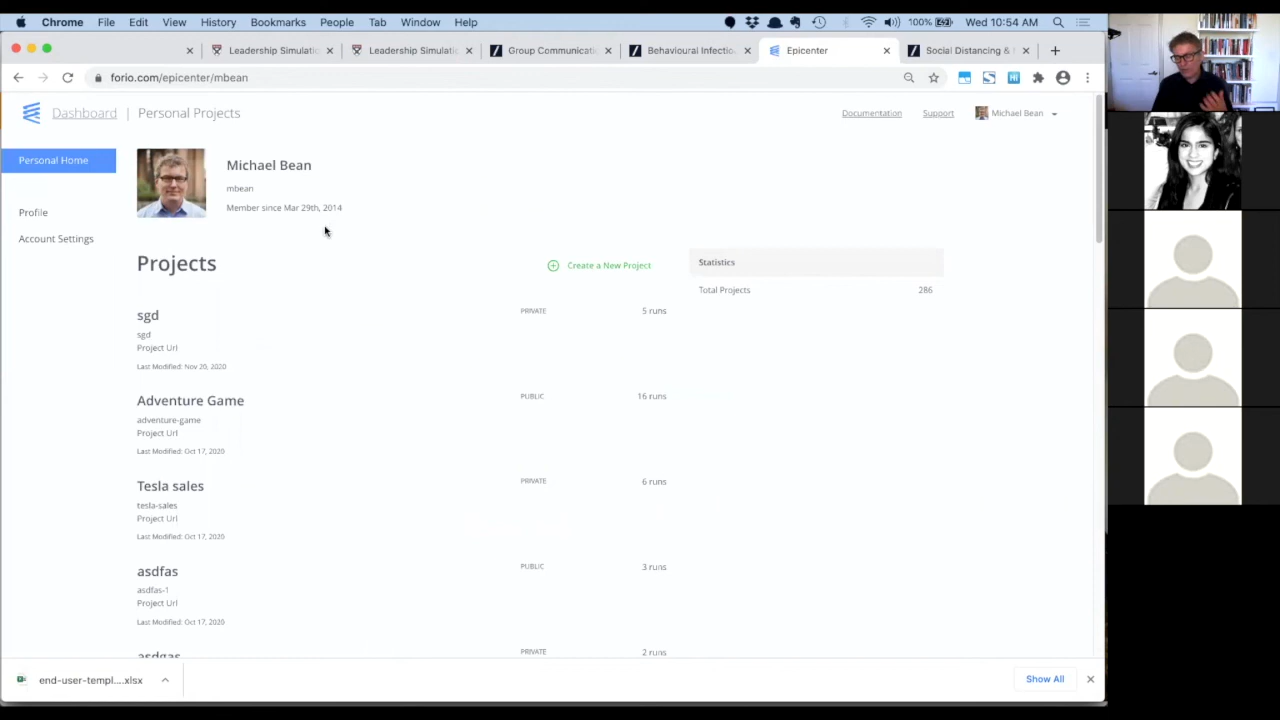 Chrome File Edit View History Bookmarks People Tab Window Help 100% Wed 10:54 AM
Leadership Simulatic Leadership Simulatic Group Communicatic Behavioural Infectio Epicenter Social Distancing &
forio.com/epicenter/mbean
Dashboard | Personal Projects Documentation Support Michael Bean
Personal Home
Profile
Account Settings
Michael Bean
mbean
Member since Mar 29th, 2014
Projects Create a New Project
Statistics
Total Projects 286
sgd PRIVATE 5 runs
sgd
Project Url
Last Modified: Nov 20, 2020
Adventure Game PUBLIC 16 runs
adventure-game
Project Url
Last Modified: Oct 17, 2020
Tesla sales PRIVATE 6 runs
tesla-sales
Project Url
Last Modified: Oct 17, 2020
asdfas PUBLIC 3 runs
asdfas-1
Project Url
Last Modified: Oct 17, 2020
asdgas PRIVATE 2 runs
end-user-templ....xlsx Show All